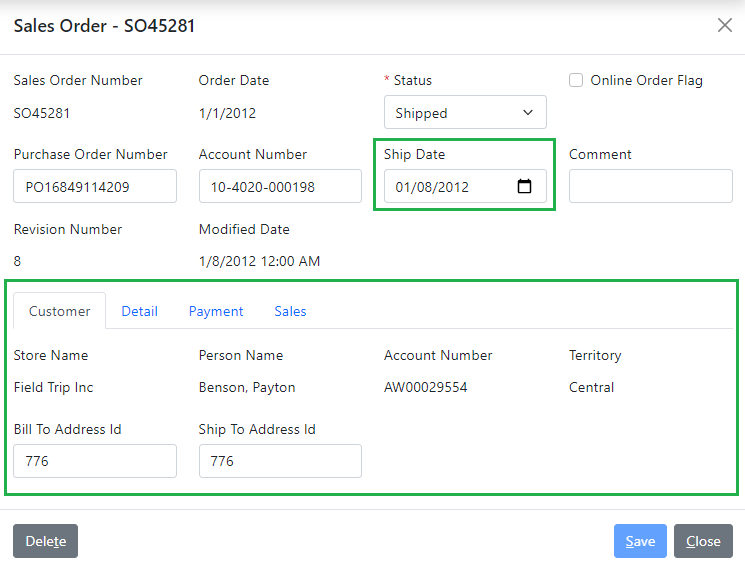 Sales Order - SO45281
Sales Order Number Order Date * Status Online Order Flag
SO45281 1/1/2012 Shipped
Purchase Order Number Account Number Ship Date Comment
PO16849114209 10-4020-000198 01/08/2012
Revision Number Modified Date
8 1/8/2012 12:00 AM
Customer Detail Payment Sales
Store Name Person Name Account Number Territory
Field Trip Inc Benson, Payton AW00029554 Central
Bill To Address Id Ship To Address Id
776 776
Delete Save Close